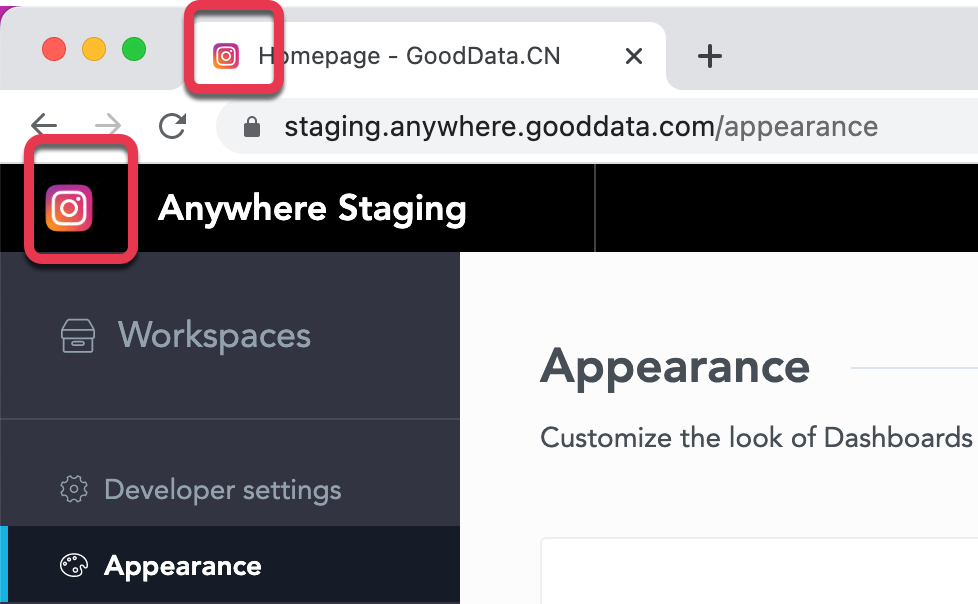 Homepage - GoodData.CN
staging.anywhere.gooddata.com/appearance
Anywhere Staging
Workspaces
Appearance
Customize the look of Dashboards
Developer settings
Appearance